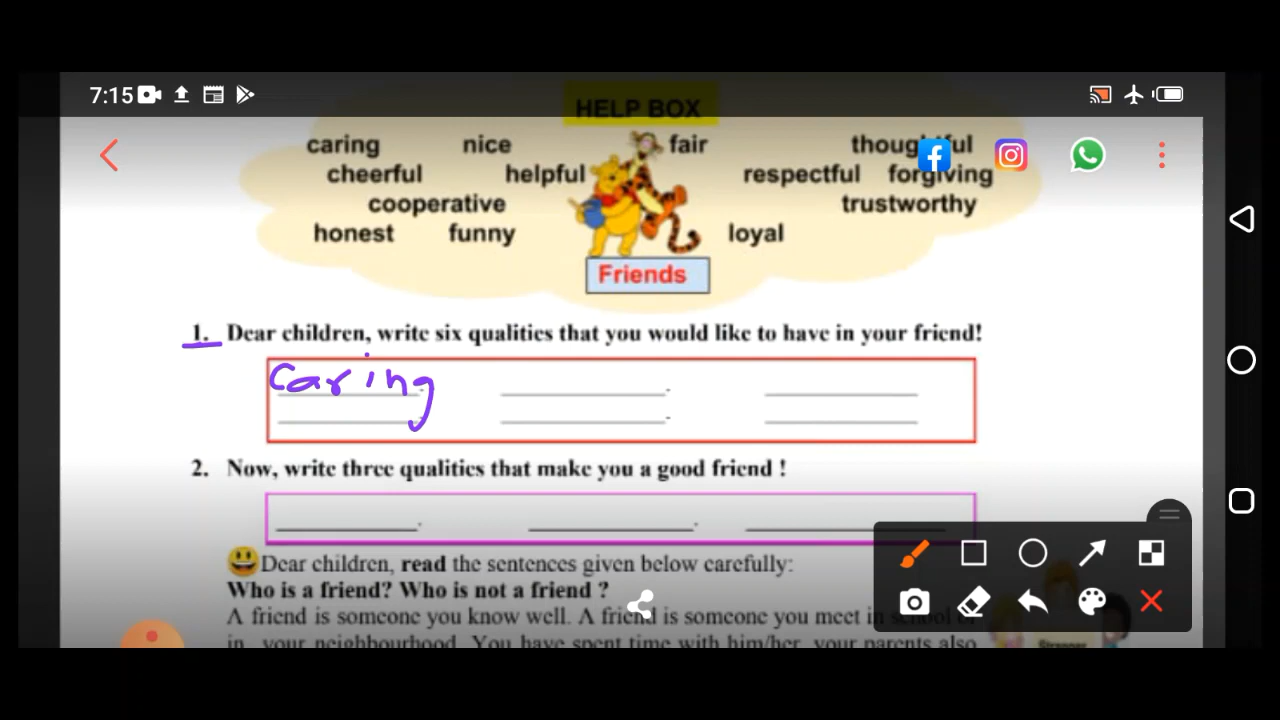 7:15
HELP BOX
caring nice fair thoughtful
cheerful helpful respectful forgiving
cooperative trustworthy
honest funny loyal
Friends
1. Dear children, write six qualities that you would like to have in your friend!
Caring
2. Now, write three qualities that make you a good friend !
Dear children, read the sentences given below carefully:
Who is a friend? Who is not a friend ?
A friend is someone you know well. A friend is someone you meet in school or
in your neighbourhood. You have spent time with him/her, your parents also
Stranger